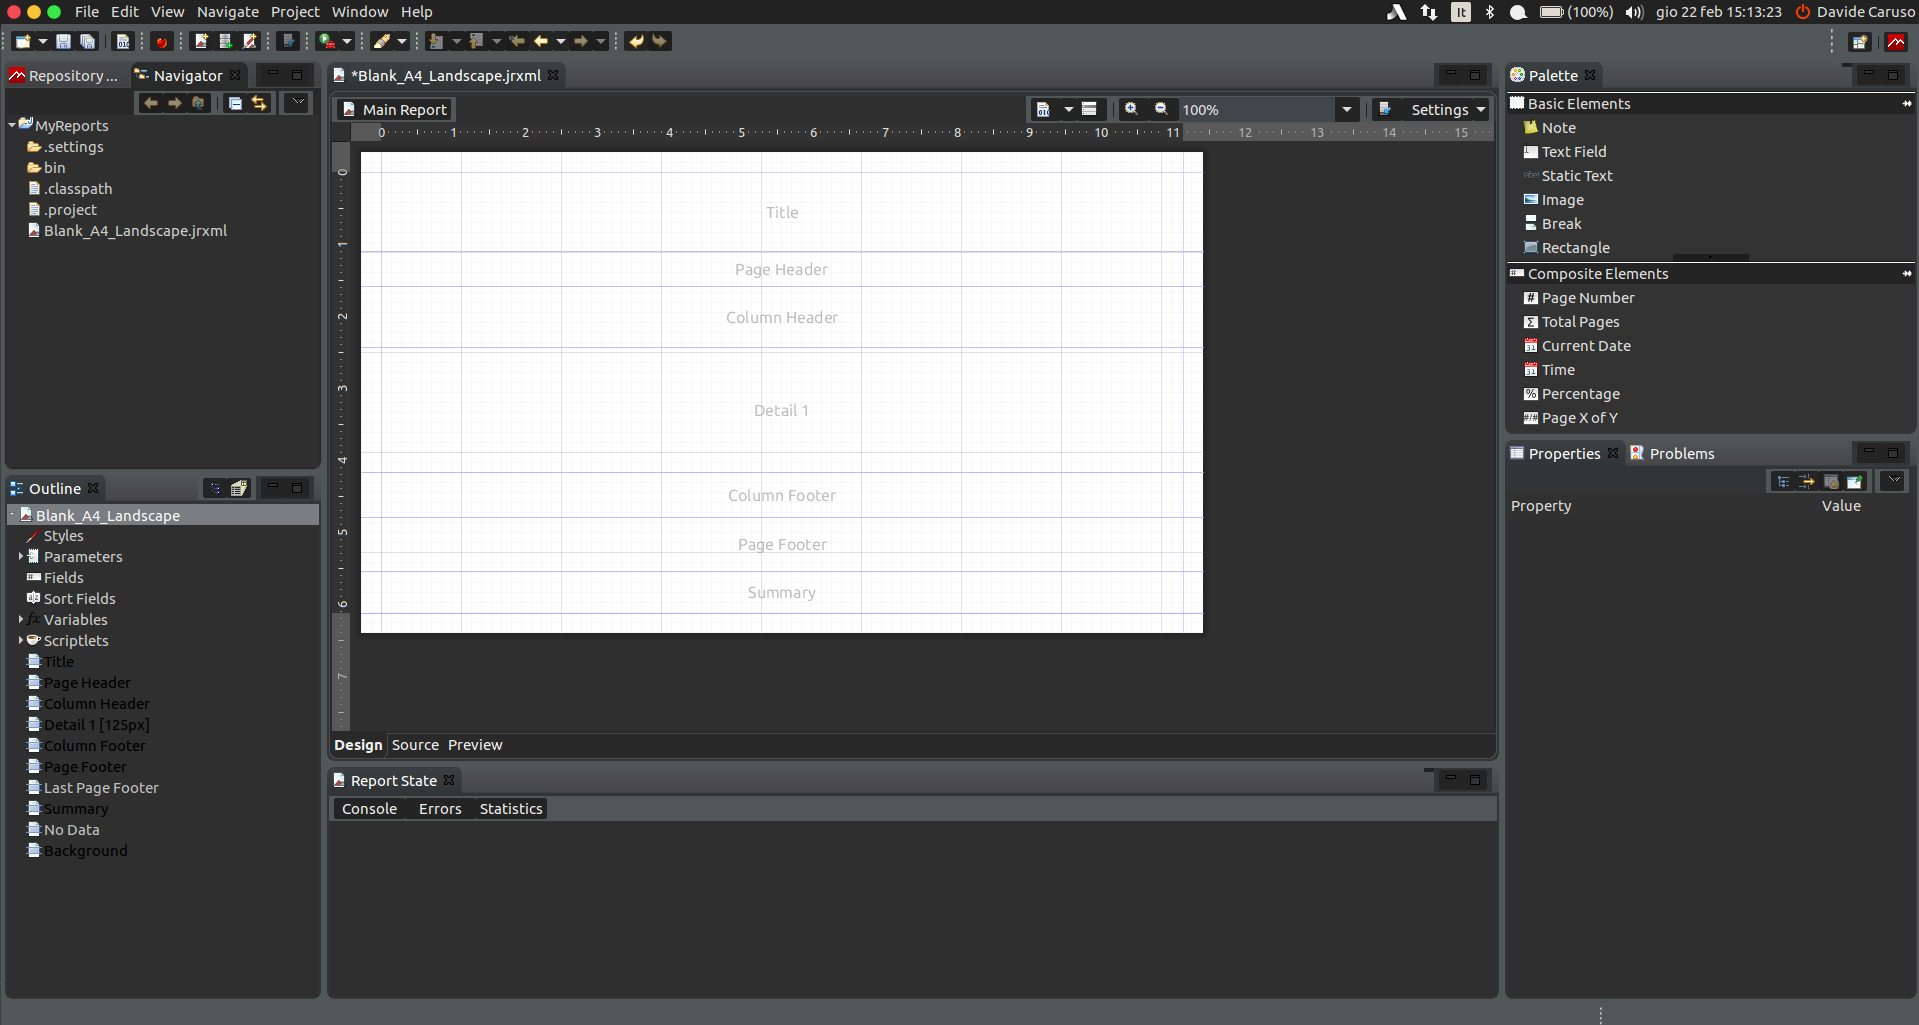 File Edit View Navigate Project Window Help
It (100%) gio 22 feb 15:13:23 Davide Caruso
Repository ... Navigator
MyReports
.settings
bin
.classpath
.project
Blank_A4_Landscape.jrxml
Outline
Blank_A4_Landscape
Styles
Parameters
Fields
Sort Fields
Variables
Scriptlets
Title
Page Header
Column Header
Detail 1 [125px]
Column Footer
Page Footer
Last Page Footer
Summary
No Data
Background
*Blank_A4_Landscape.jrxml
Main Report
100%
Settings
0 1 2 3 4 5 6 7 8 9 10 11 12 13 14 15
0
1
2
3
4
5
6
7
Title
Page Header
Column Header
Detail 1
Column Footer
Page Footer
Summary
Design Source Preview
Report State
Console Errors Statistics
Palette
Basic Elements
Note
Text Field
Static Text
Image
Break
Rectangle
Composite Elements
# Page Number
Σ Total Pages
31 Current Date
31 Time
% Percentage
#/# Page X of Y
Properties Problems
Property Value